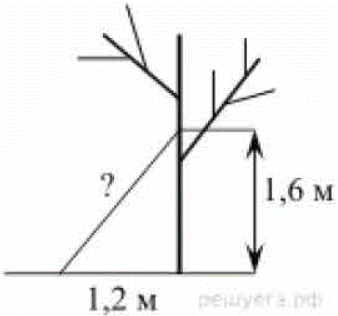 ?
1,6 м
1,2 м
решуегэ.рф